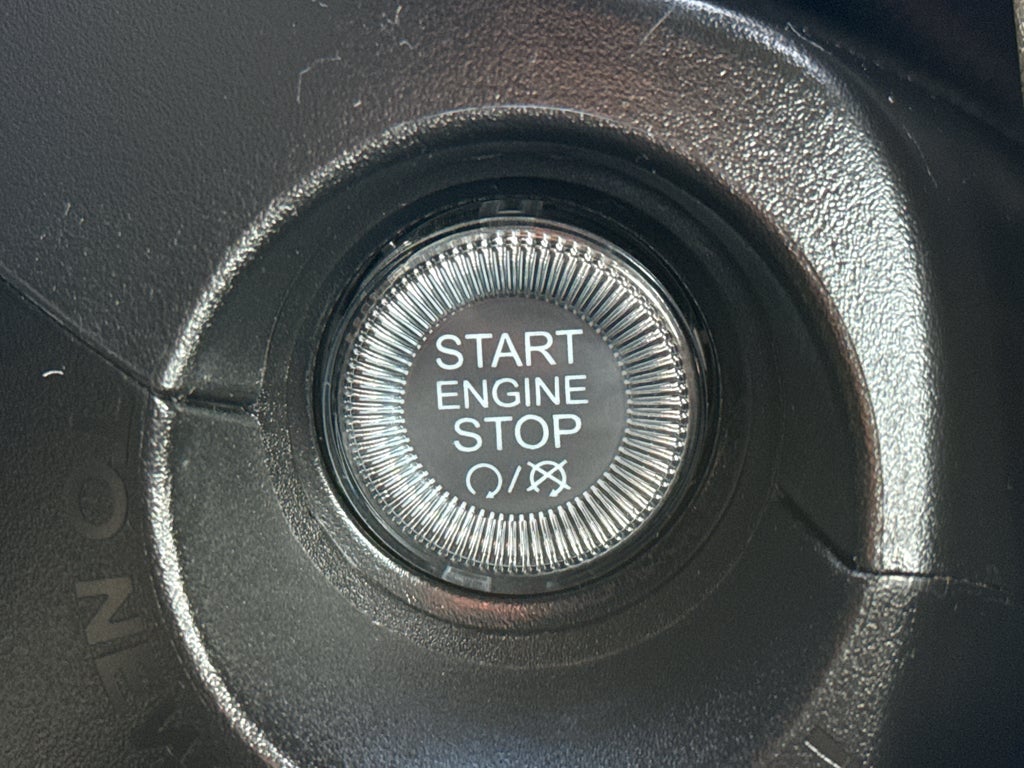 START
ENGINE
STOP
/